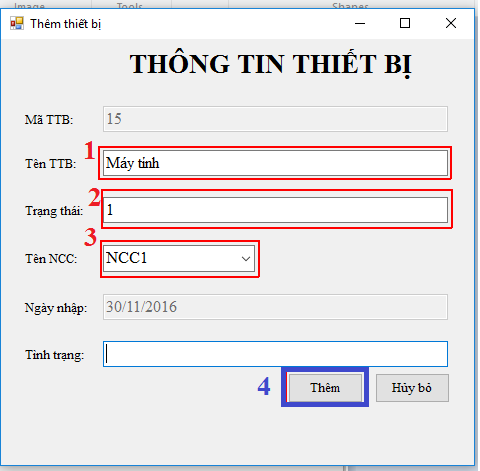 Image
Tools
Shapes
Thêm thiết bị
THÔNG TIN THIẾT BỊ
Mã TTB: 15
1 Tên TTB: Máy tính
2 Trạng thái: 1
3 Tên NCC: NCC1
Ngày nhập: 30/11/2016
Tình trạng:
4 Thêm Hủy bỏ